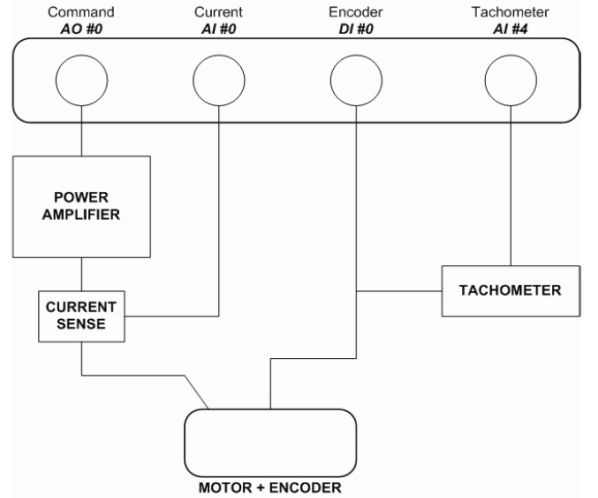 Command Current Encoder Tachometer
AO #0 AI #0 DI #0 AI #4
POWER
AMPLIFIER
CURRENT
SENSE
TACHOMETER
MOTOR + ENCODER